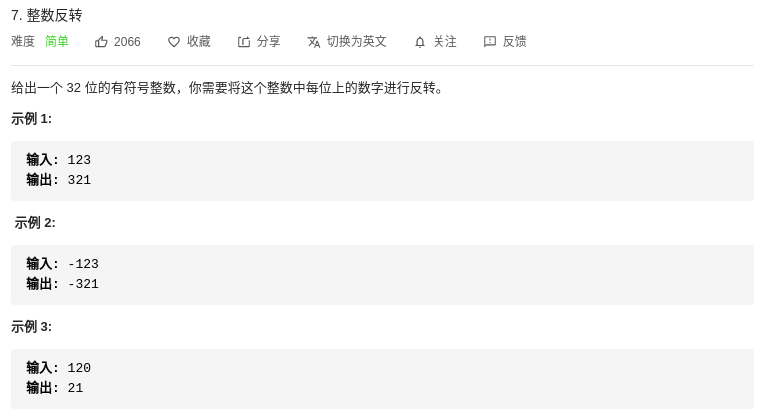 7. 整数反转
难度 简单 2066 收藏 分享 切换为英文 关注 反馈
给出一个 32 位的有符号整数，你需要将这个整数中每位上的数字进行反转。
示例 1:
输入: 123
输出: 321
示例 2:
输入: -123
输出: -321
示例 3:
输入: 120
输出: 21